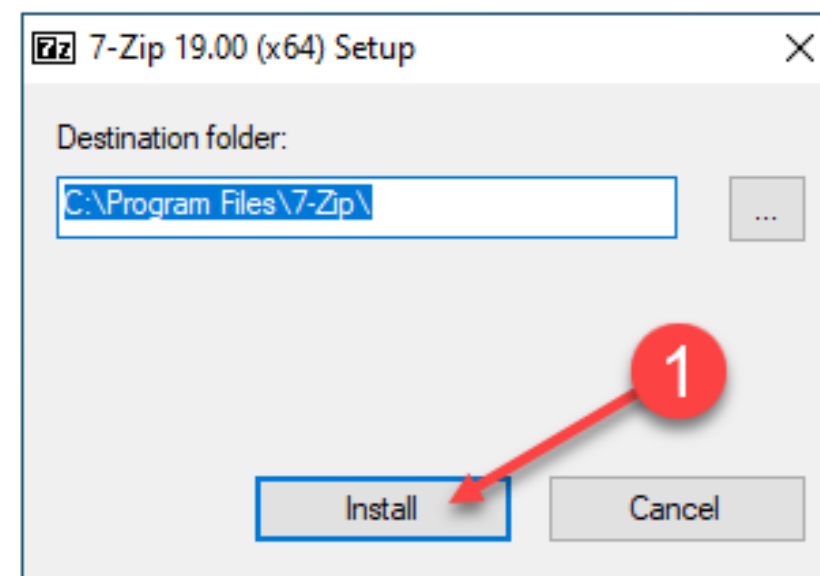 7z 7-Zip 19.00 (x64) Setup
Destination folder:
C:\Program Files\7-Zip\
...
1
Install
Cancel